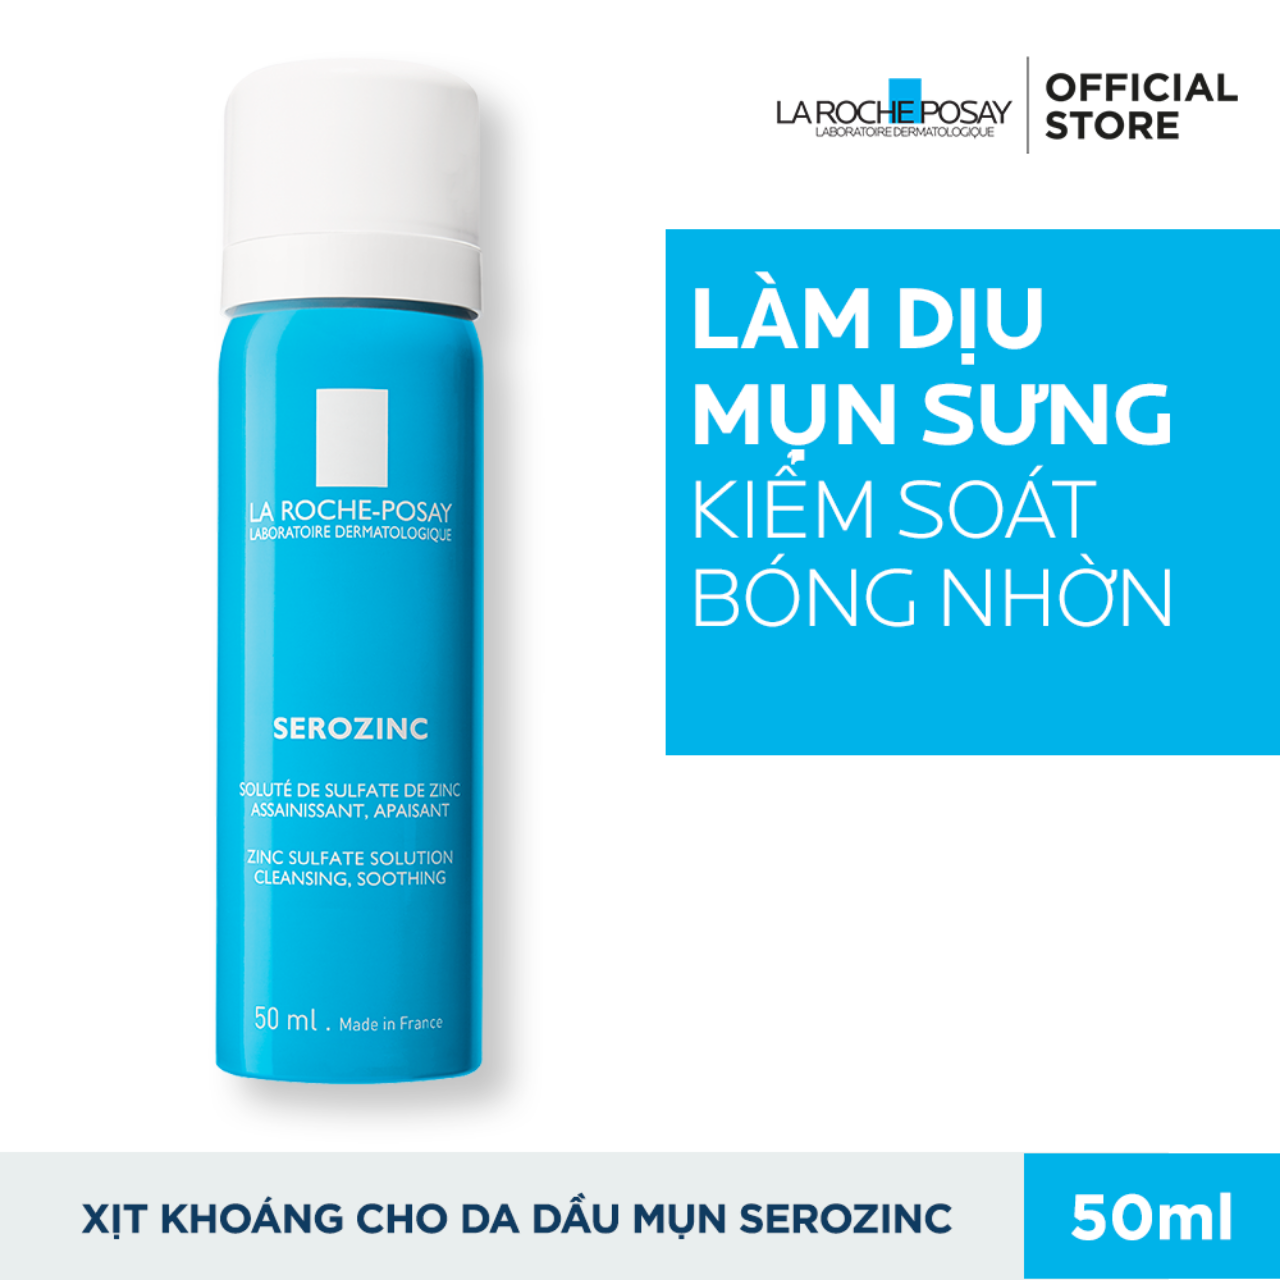 LA ROCHE POSAY
LABORATOIRE DERMATOLOGIQUE
OFFICIAL
STORE
LÀM DỊU
MỤN SƯNG
KIỂM SOÁT
BÓNG NHỜN
LA ROCHE-POSAY
LABORATOIRE DERMATOLOGIQUE
SEROZINC
SOLUTÉ DE SULFATE DE ZINC
ASSAINISSANT, APAISANT
ZINC SULFATE SOLUTION
CLEANSING, SOOTHING
50 ml . Made in France
XỊT KHOÁNG CHO DA DẦU MỤN SEROZINC
50ml